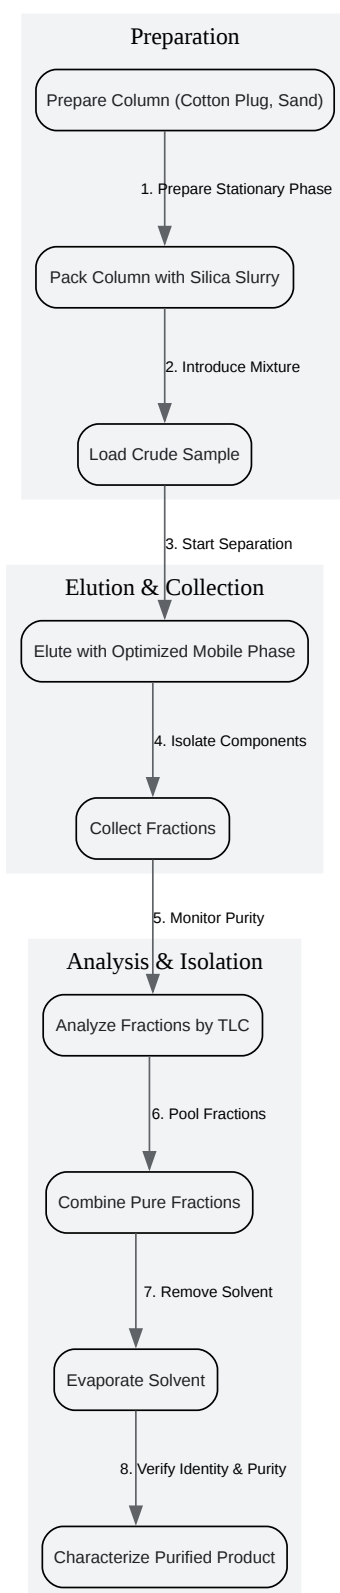 Preparation
Prepare Column (Cotton Plug, Sand)
1. Prepare Stationary Phase
Pack Column with Silica Slurry
2. Introduce Mixture
Load Crude Sample
3. Start Separation
Elution & Collection
Elute with Optimized Mobile Phase
4. Isolate Components
Collect Fractions
5. Monitor Purity
Analysis & Isolation
Analyze Fractions by TLC
6. Pool Fractions
Combine Pure Fractions
7. Remove Solvent
Evaporate Solvent
8. Verify Identity & Purity
Characterize Purified Product